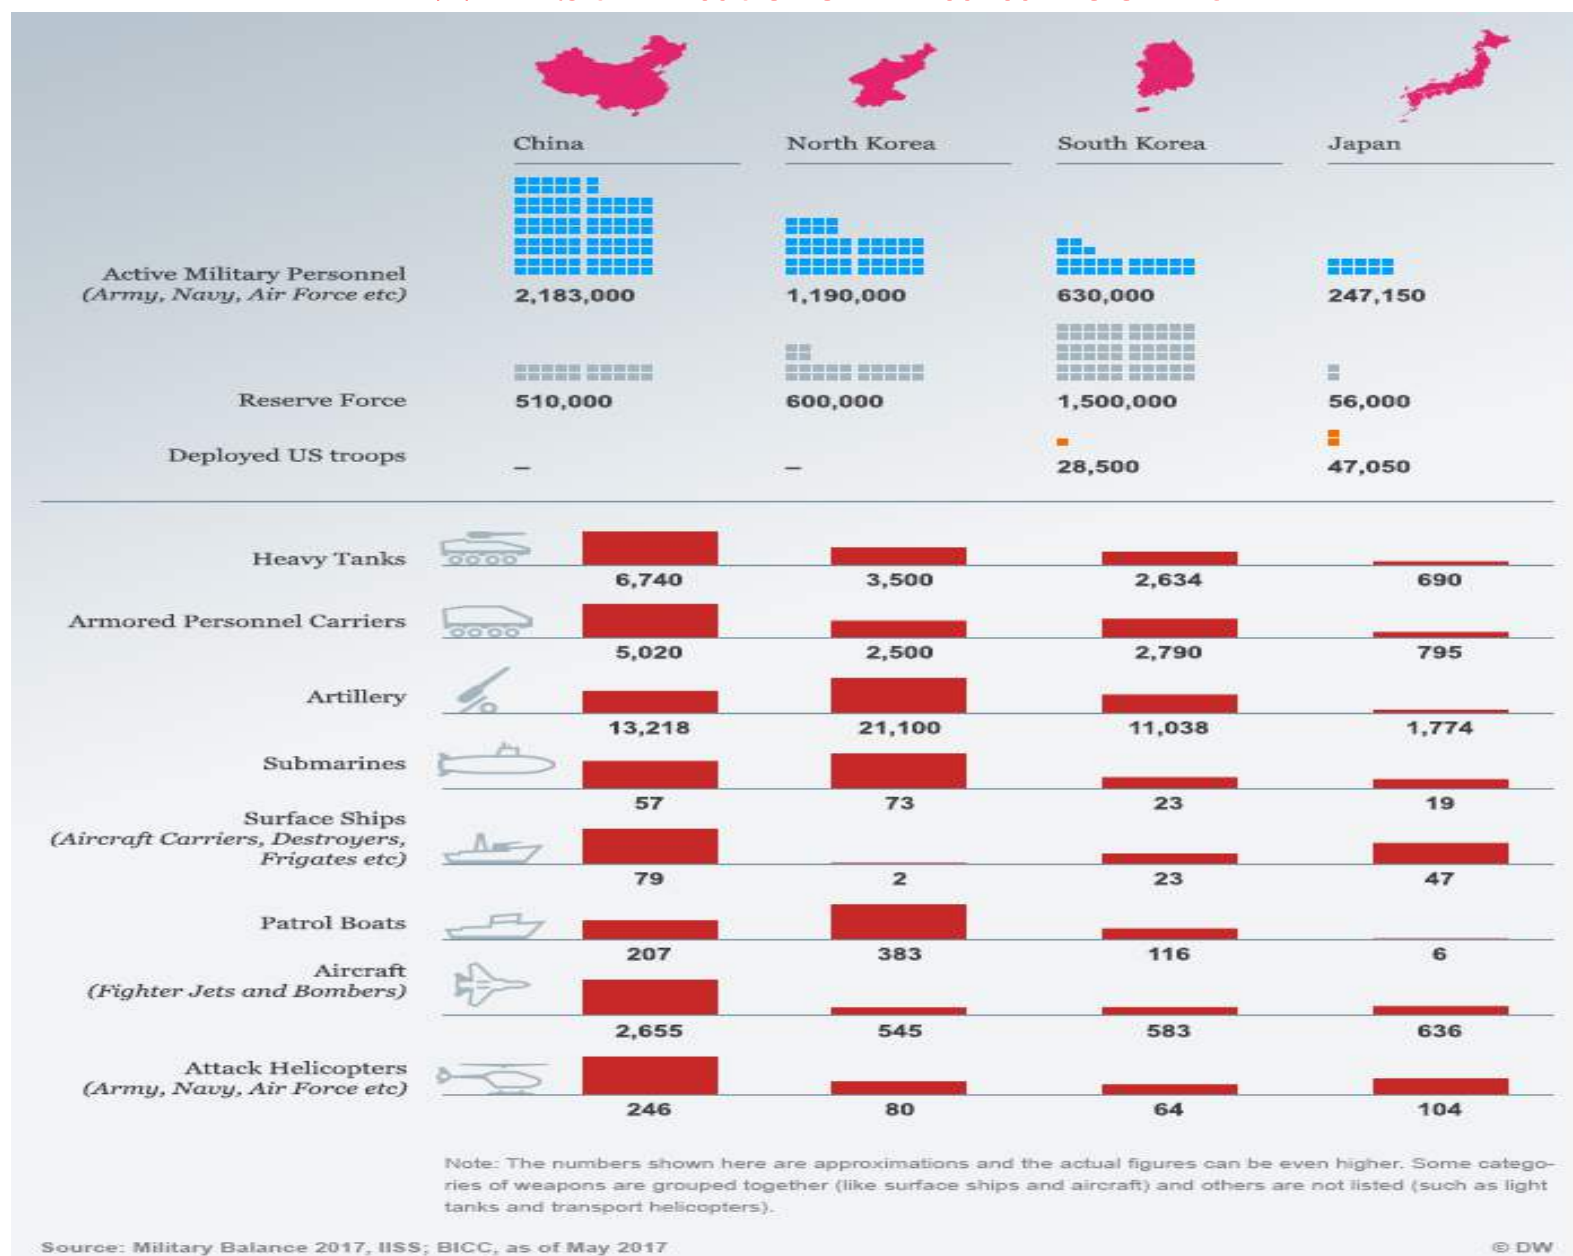 China North Korea South Korea Japan
Active Military Personnel
(Army, Navy, Air Force etc)
2,183,000 1,190,000 630,000 247,150
Reserve Force
510,000 600,000 1,500,000 56,000
Deployed US troops
– – 28,500 47,050
Heavy Tanks
6,740 3,500 2,634 690
Armored Personnel Carriers
5,020 2,500 2,790 795
Artillery
13,218 21,100 11,038 1,774
Submarines
57 73 23 19
Surface Ships
(Aircraft Carriers, Destroyers,
Frigates etc)
79 2 23 47
Patrol Boats
207 383 116 6
Aircraft
(Fighter Jets and Bombers)
2,655 545 583 636
Attack Helicopters
(Army, Navy, Air Force etc)
246 80 64 104
Note: The numbers shown here are approximations and the actual figures can be even higher. Some catego-
ries of weapons are grouped together (like surface ships and aircraft) and others are not listed (such as light
tanks and transport helicopters).
Source: Military Balance 2017, IISS; BICC, as of May 2017
© DW